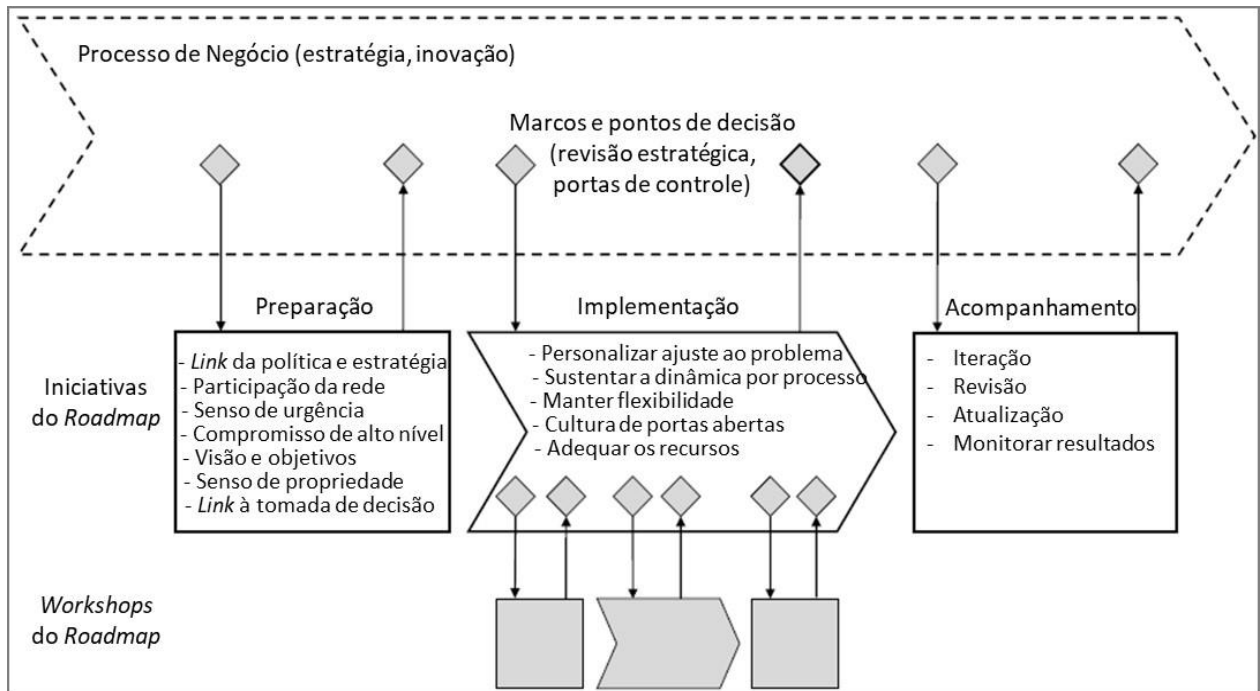 Processo de Negócio (estratégia, inovação)
Marcos e pontos de decisão
(revisão estratégica,
portas de controle)
Preparação
Implementação
Acompanhamento
Iniciativas
do Roadmap
- Link da política e estratégia
- Participação da rede
- Senso de urgência
- Compromisso de alto nível
- Visão e objetivos
- Senso de propriedade
- Link à tomada de decisão
- Personalizar ajuste ao problema
- Sustentar a dinâmica por processo
- Manter flexibilidade
- Cultura de portas abertas
- Adequar os recursos
- Iteração
- Revisão
- Atualização
- Monitorar resultados
Workshops
do Roadmap